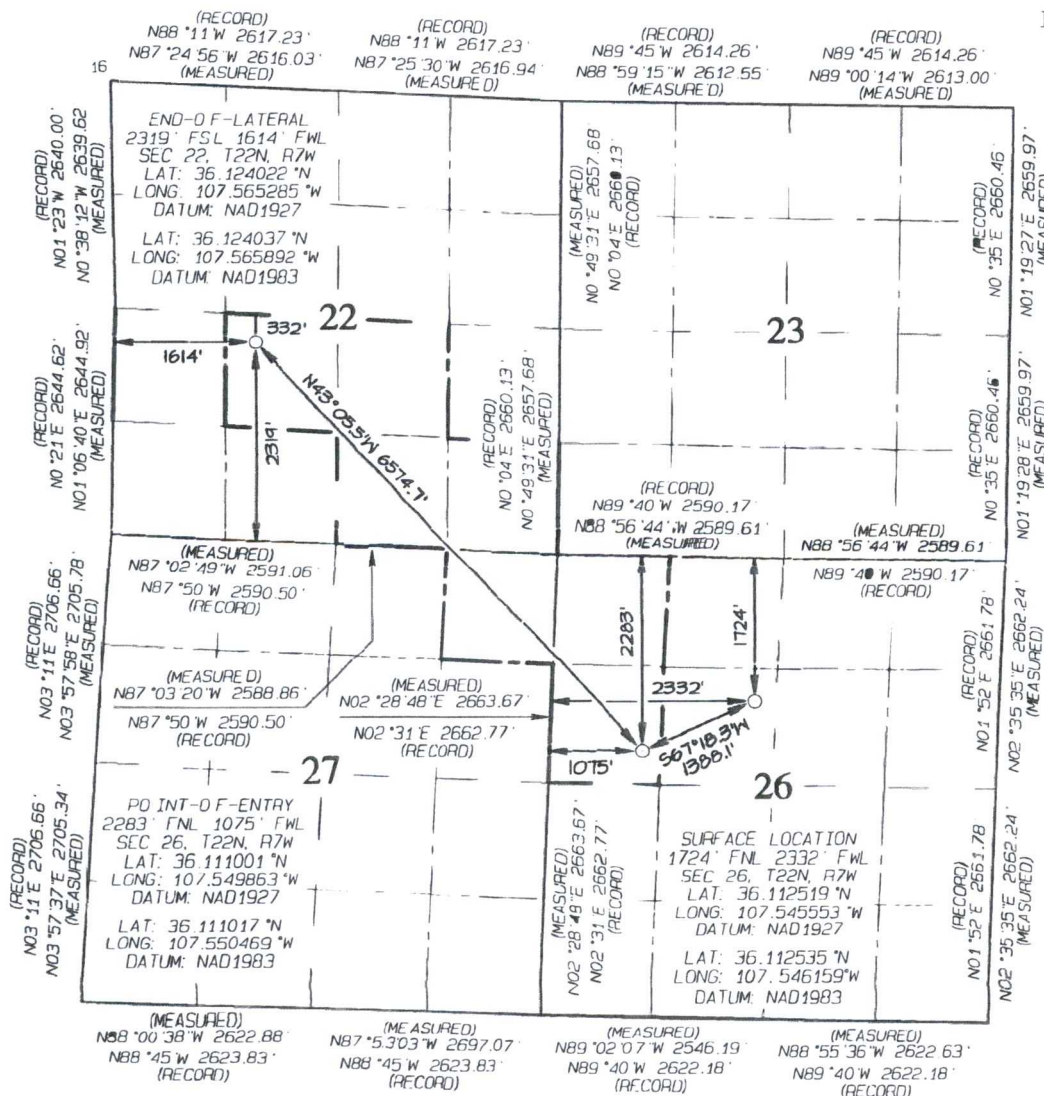 (RECORD)
N88°11'W 2617.23'
N87°24'56"W 2616.03'
(MEASURED)
(RECORD)
N88°11'W 2617.23'
N87°25'30"W 2616.94'
(MEASURED)
(RECORD)
N89°45'W 2614.26'
N88°59'15"W 2612.55'
(MEASURED)
(RECORD)
N89°45'W 2614.26'
N89°00'14"W 2613.00'
(MEASURED)
16
(RECORD)
N01°23'W 2640.00'
N0°38'12"W 2639.62
(MEASURED)
END-OF-LATERAL
2319' FSL 1614' FWL
SEC 22, T22N, R7W
LAT: 36.124022°N
LONG: 107.565285°W
DATUM: NAD1927
LAT: 36.124037°N
LONG: 107.565892°W
DATUM: NAD1983
(MEASURED)
N0°49'31"E 2657.68'
N0°04'E 2660.13'
(RECORD)
(RECORD)
N0°35'E 2660.46'
N01°19'27"E 2659.97'
(MEASURED)
22
332'
1614'
2319'
23
N43°05.5'W 6574.7'
(RECORD)
N0°21'E 2644.62'
N01°06'40"E 2644.92'
(MEASURED)
(RECORD)
N0°04'E 2660.13'
N0°49'31"E 2657.68'
(MEASURED)
(RECORD)
N0°35'E 2660.46'
N01°19'28"E 2659.97'
(MEASURED)
(RECORD)
N89°40'W 2590.17'
N88°56'44"W 2589.61'
(MEASURED)
(MEASURED)
N88°56'44"W 2589.61'
N89°40'W 2590.17'
(RECORD)
(MEASURED)
N87°02'49"W 2591.06'
N87°50'W 2590.50'
(RECORD)
(RECORD)
N03°11'E 2706.66'
N03°57'58"E 2705.78'
(MEASURED)
(MEASURED)
N87°03'20"W 2588.86'
N87°50'W 2590.50'
(RECORD)
(MEASURED)
N02°28'48"E 2663.67
N02°31'E 2662.77'
(RECORD)
2283'
1724'
2332'
1075'
S67°18.3'W
1388.1'
(RECORD)
N01°52'E 2661.78'
N02°35'35"E 2662.24'
(MEASURED)
27
26
(RECORD)
N03°11'E 2706.66'
N03°57'37"E 2705.34'
(MEASURED)
POINT-OF-ENTRY
2283' FNL 1075' FWL
SEC 26, T22N, R7W
LAT: 36.111001°N
LONG: 107.549863°W
DATUM: NAD1927
LAT: 36.111017°N
LONG: 107.550469°W
DATUM: NAD1983
(MEASURED)
N02°28'48"E 2663.67'
N02°31'E 2662.77'
(RECORD)
SURFACE LOCATION
1724' FNL 2332' FWL
SEC 26, T22N, R7W
LAT: 36.112519°N
LONG: 107.545553°W
DATUM: NAD1927
LAT: 36.112535°N
LONG: 107.546159°W
DATUM: NAD1983
(RECORD)
N01°52'E 2661.78
N02°35'35"E 2662.24'
(MEASURED)
(MEASURED)
N88°00'38"W 2622.88'
N88°45'W 2623.83'
(RECORD)
(MEASURED)
N87°53'03"W 2697.07'
N88°45'W 2623.83'
(RECORD)
(MEASURED)
N89°02'07"W 2546.19'
N89°40'W 2622.18'
(RECORD)
(MEASURED)
N88°55'36"W 2622.63'
N89°40'W 2622.18'
(RECORD)